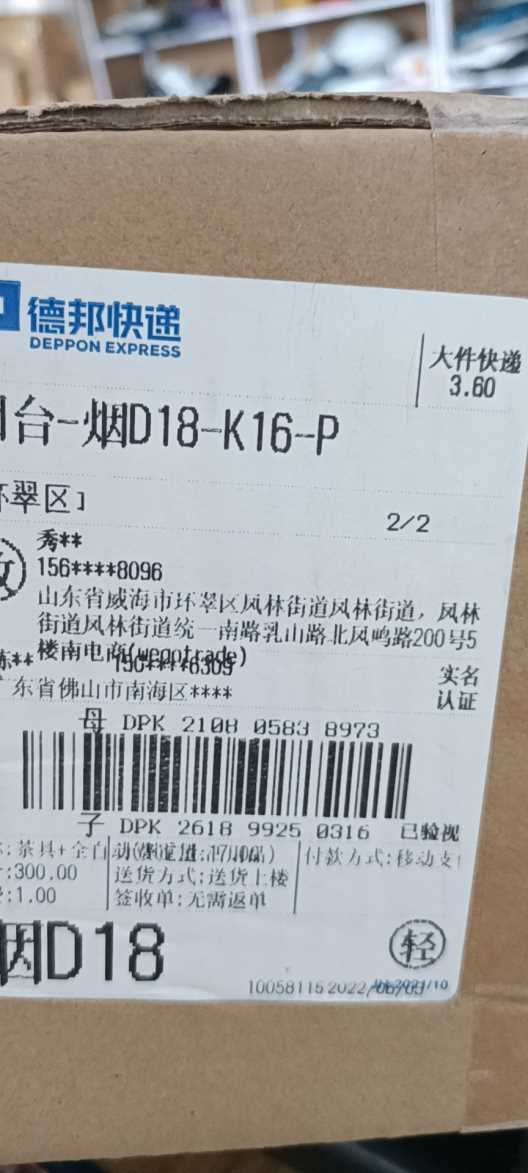 德邦快递
DEPPON EXPRESS
大件快递
3.60
台-烟D18-K16-P
环翠区]
2/2
秀**
156****8096
山东省威海市环翠区凤林街道凤林街道，凤林
街道凤林街道统一南路乳山路北凤鸣路200号5
楼南电商(wegotrade)
东省佛山市南海区****
实名
认证
母 DPK 2108 0583 8973
子 DPK 2618 9925 0316 已验视
:茶具+全自动
付款方式:移动支
:300.00
送货方式:送货上楼
:1.00
签收单:无需返单
烟D18
轻
10058115 2022/